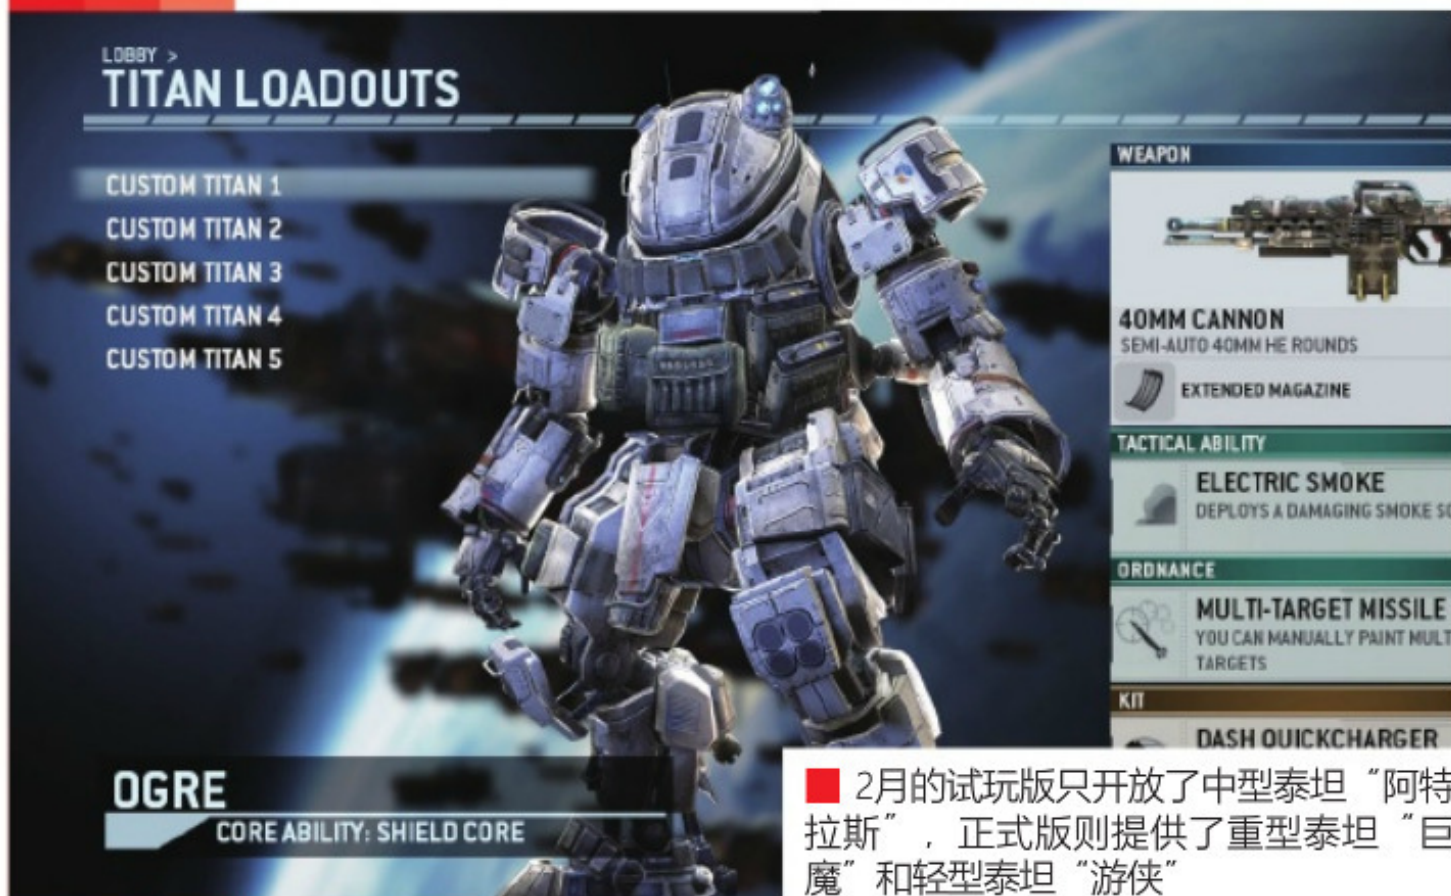 LOBBY >
TITAN LOADOUTS
CUSTOM TITAN 1
CUSTOM TITAN 2
CUSTOM TITAN 3
CUSTOM TITAN 4
CUSTOM TITAN 5
OGRE
CORE ABILITY: SHIELD CORE
WEAPON
40MM CANNON
SEMI-AUTO 40MM HE ROUNDS
EXTENDED MAGAZINE
TACTICAL ABILITY
ELECTRIC SMOKE
DEPLOYS A DAMAGING SMOKE
ORDNANCE
MULTI-TARGET MISSILE
YOU CAN MANUALLY PAINT
TARGETS
KIT
DASH QUICKCHARGER
2月的试玩版只开放了中型泰坦“阿特
拉斯”，正式版则提供了重型泰坦“巨
魔”和轻型泰坦“游侠”